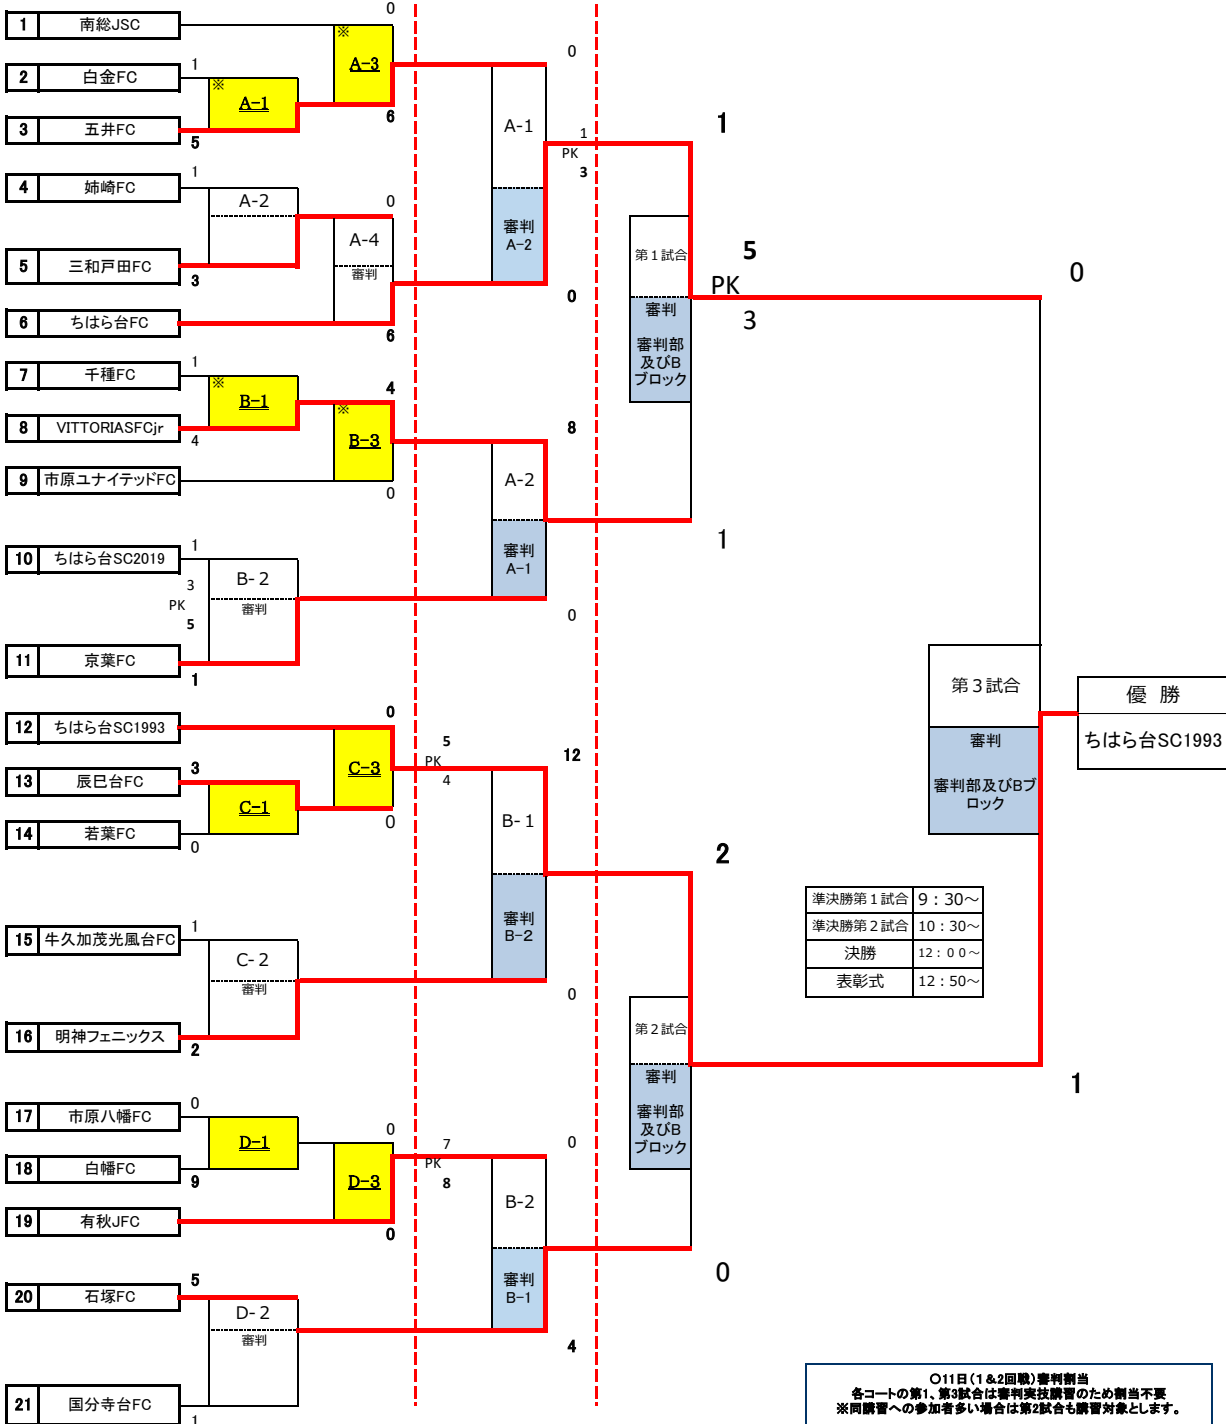 1 南総JSC
2 白金FC
3 五井FC
4 姉崎FC
5 三和戸田FC
6 ちはら台FC
7 千種FC
8 VITTORIASFCjr
9 市原ユナイテッドFC
10 ちはら台SC2019
11 京葉FC
12 ちはら台SC1993
13 辰巳台FC
14 若葉FC
15 牛久加茂光風台FC
16 明神フェニックス
17 市原八幡FC
18 白幡FC
19 有秋JFC
20 石塚FC
21 国分寺台FC
1
※
A-1
5
1
A-2
3
1
※
B-1
4
1
3
PK
5
B-2
審判
1
3
C-1
0
1
C-2
審判
2
0
D-1
9
5
D-2
審判
1
0
※
A-3
6
0
A-4
審判
6
4
※
B-3
0
0
C-3
0
0
D-3
0
5
PK
4
7
PK
8
0
A-1
審判
A-2
0
1
PK
3
8
A-2
審判
A-1
0
12
B-1
審判
B-2
0
0
B-2
審判
B-1
4
1
第1試合
審判
審判部
及びB
ブロック
5
PK
3
1
2
第2試合
審判
審判部
及びB
ブロック
0
0
第3試合
審判
審判部及びBブ
ロック
1
優 勝
ちはら台SC1993
準決勝第1試合 9:30～
準決勝第2試合 10:30～
決勝 12:00～
表彰式 12:50～
○11日(1&2回戦)審判割当
各コートの第1、第3試合は審判実技講習のため割当不要
※同講習への参加者多い場合は第2試合も講習対象とします。